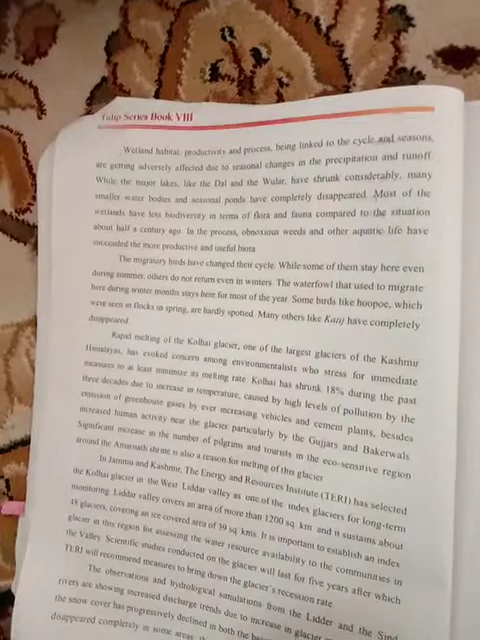 Tulip Series Book VIII
Wetland habitat, productivity and process, being linked to the cycle and seasons,
are getting adversely affected due to seasonal changes in the precipitation and runoff.
While the major lakes, like the Dal and the Wular, have shrunk considerably, many
smaller water bodies and seasonal ponds have completely disappeared. Most of the
wetlands have less biodiversity in terms of flora and fauna compared to the situation
about half a century ago. In the process, obnoxious weeds and other aquatic life have
succeeded the more productive and useful biota.
The migratory birds have changed their cycle. While some of them stay here even
during summer, others do not return even in winters. The waterfowl that used to migrate
here during winter months stays here for most of the year. Some birds like hoopoe, which
were seen in flocks in spring, are hardly spotted. Many others like Katij have completely
disappeared.
Rapid melting of the Kolhai glacier, one of the largest glaciers of the Kashmir
Himalayas, has evoked concern among environmentalists who stress for immediate
measures to at least minimize its melting rate. Kolhai has shrunk 18% during the past
three decades due to increase in temperature, caused by high levels of pollution by the
emission of greenhouse gases by ever increasing vehicles and cement plants, besides
increased human activity near the glacier particularly by the Gujjars and Bakerwals
Significant increase in the number of pilgrims and tourists in the eco-sensitive region
around the Amarnath shrine is also a reason for melting of this glacier
In Jammu and Kashmir, The Energy and Resources Institute (TERI) has selected
the Kolhai glacier in the West Liddar valley as one of the index glaciers for long-term
monitoring. Liddar valley covers an area of more than 1200 sq. km. and it sustains about
48 glaciers, covering an ice covered area of 39 sq. kms. It is important to establish an index
glacier in this region for assessing the water resource availability to the communities in
the Valley. Scientific studies conducted on the glacier will last for five years after which
TERI will recommend measures to bring down the glacier's recession rate.
The observations and hydrological simulations from the Lidder and the Sind
rivers are showing increased discharge trends due to increase in glacier
the snow cover has progressively declined in both the
disappeared completely in some areas